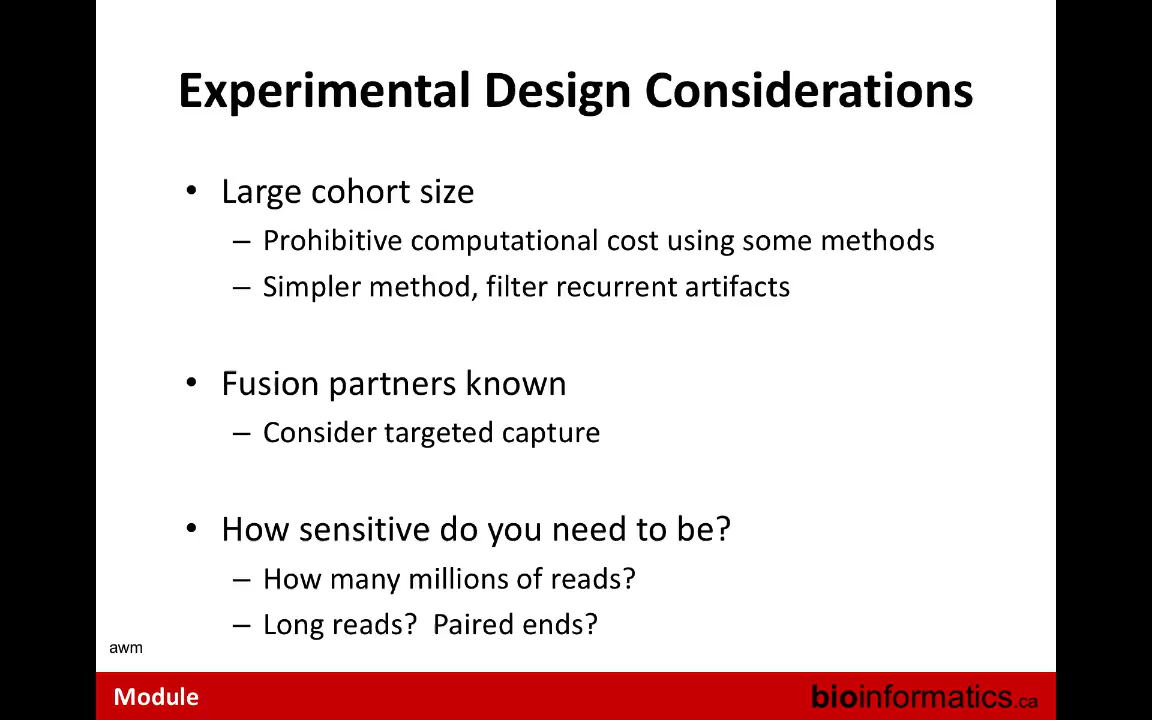 Experimental Design Considerations
• Large cohort size
– Prohibitive computational cost using some methods
– Simpler method, filter recurrent artifacts
• Fusion partners known
– Consider targeted capture
• How sensitive do you need to be?
– How many millions of reads?
– Long reads?  Paired ends?
awm
Module
bioinformatics.ca